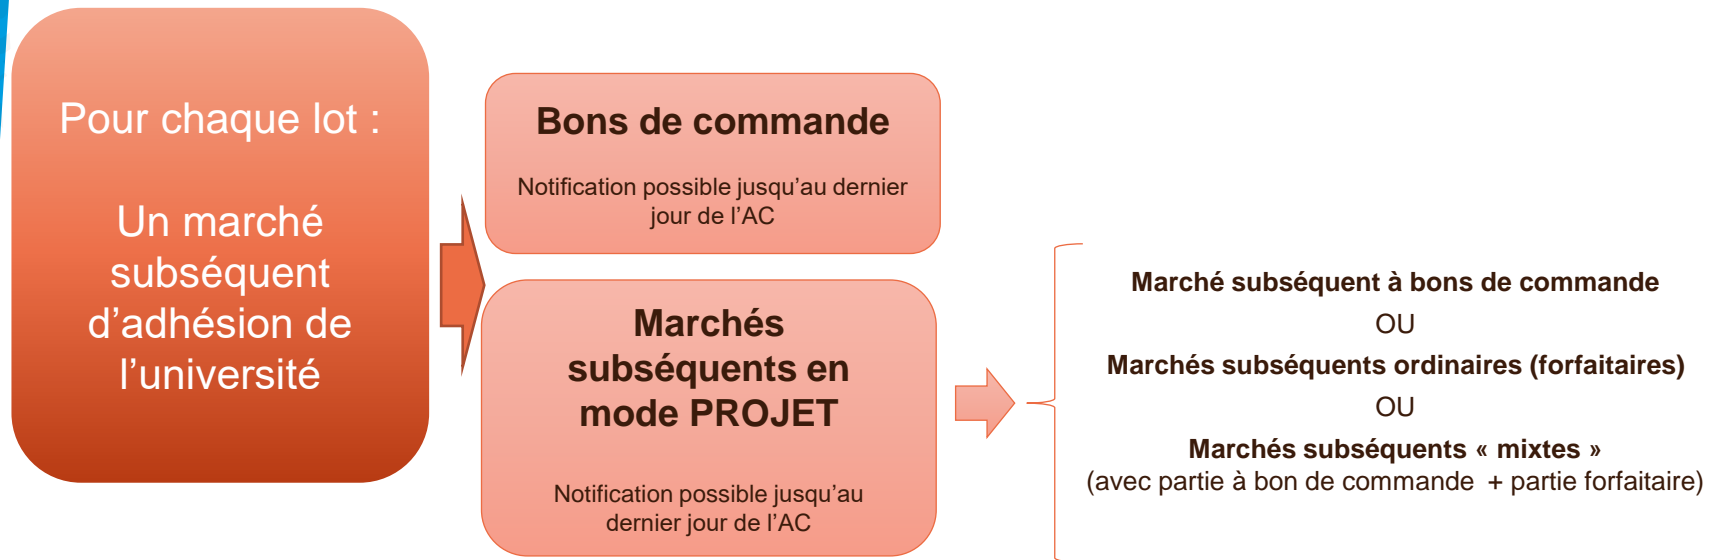 Pour chaque lot :
Un marché
subséquent
d’adhésion de
l’université
Bons de commande
Notification possible jusqu’au dernier
jour de l’AC
Marchés
subséquents en
mode PROJET
Notification possible jusqu’au
dernier jour de l’AC
Marché subséquent à bons de commande
OU
Marchés subséquents ordinaires (forfaitaires)
OU
Marchés subséquents « mixtes »
(avec partie à bon de commande + partie forfaitaire)